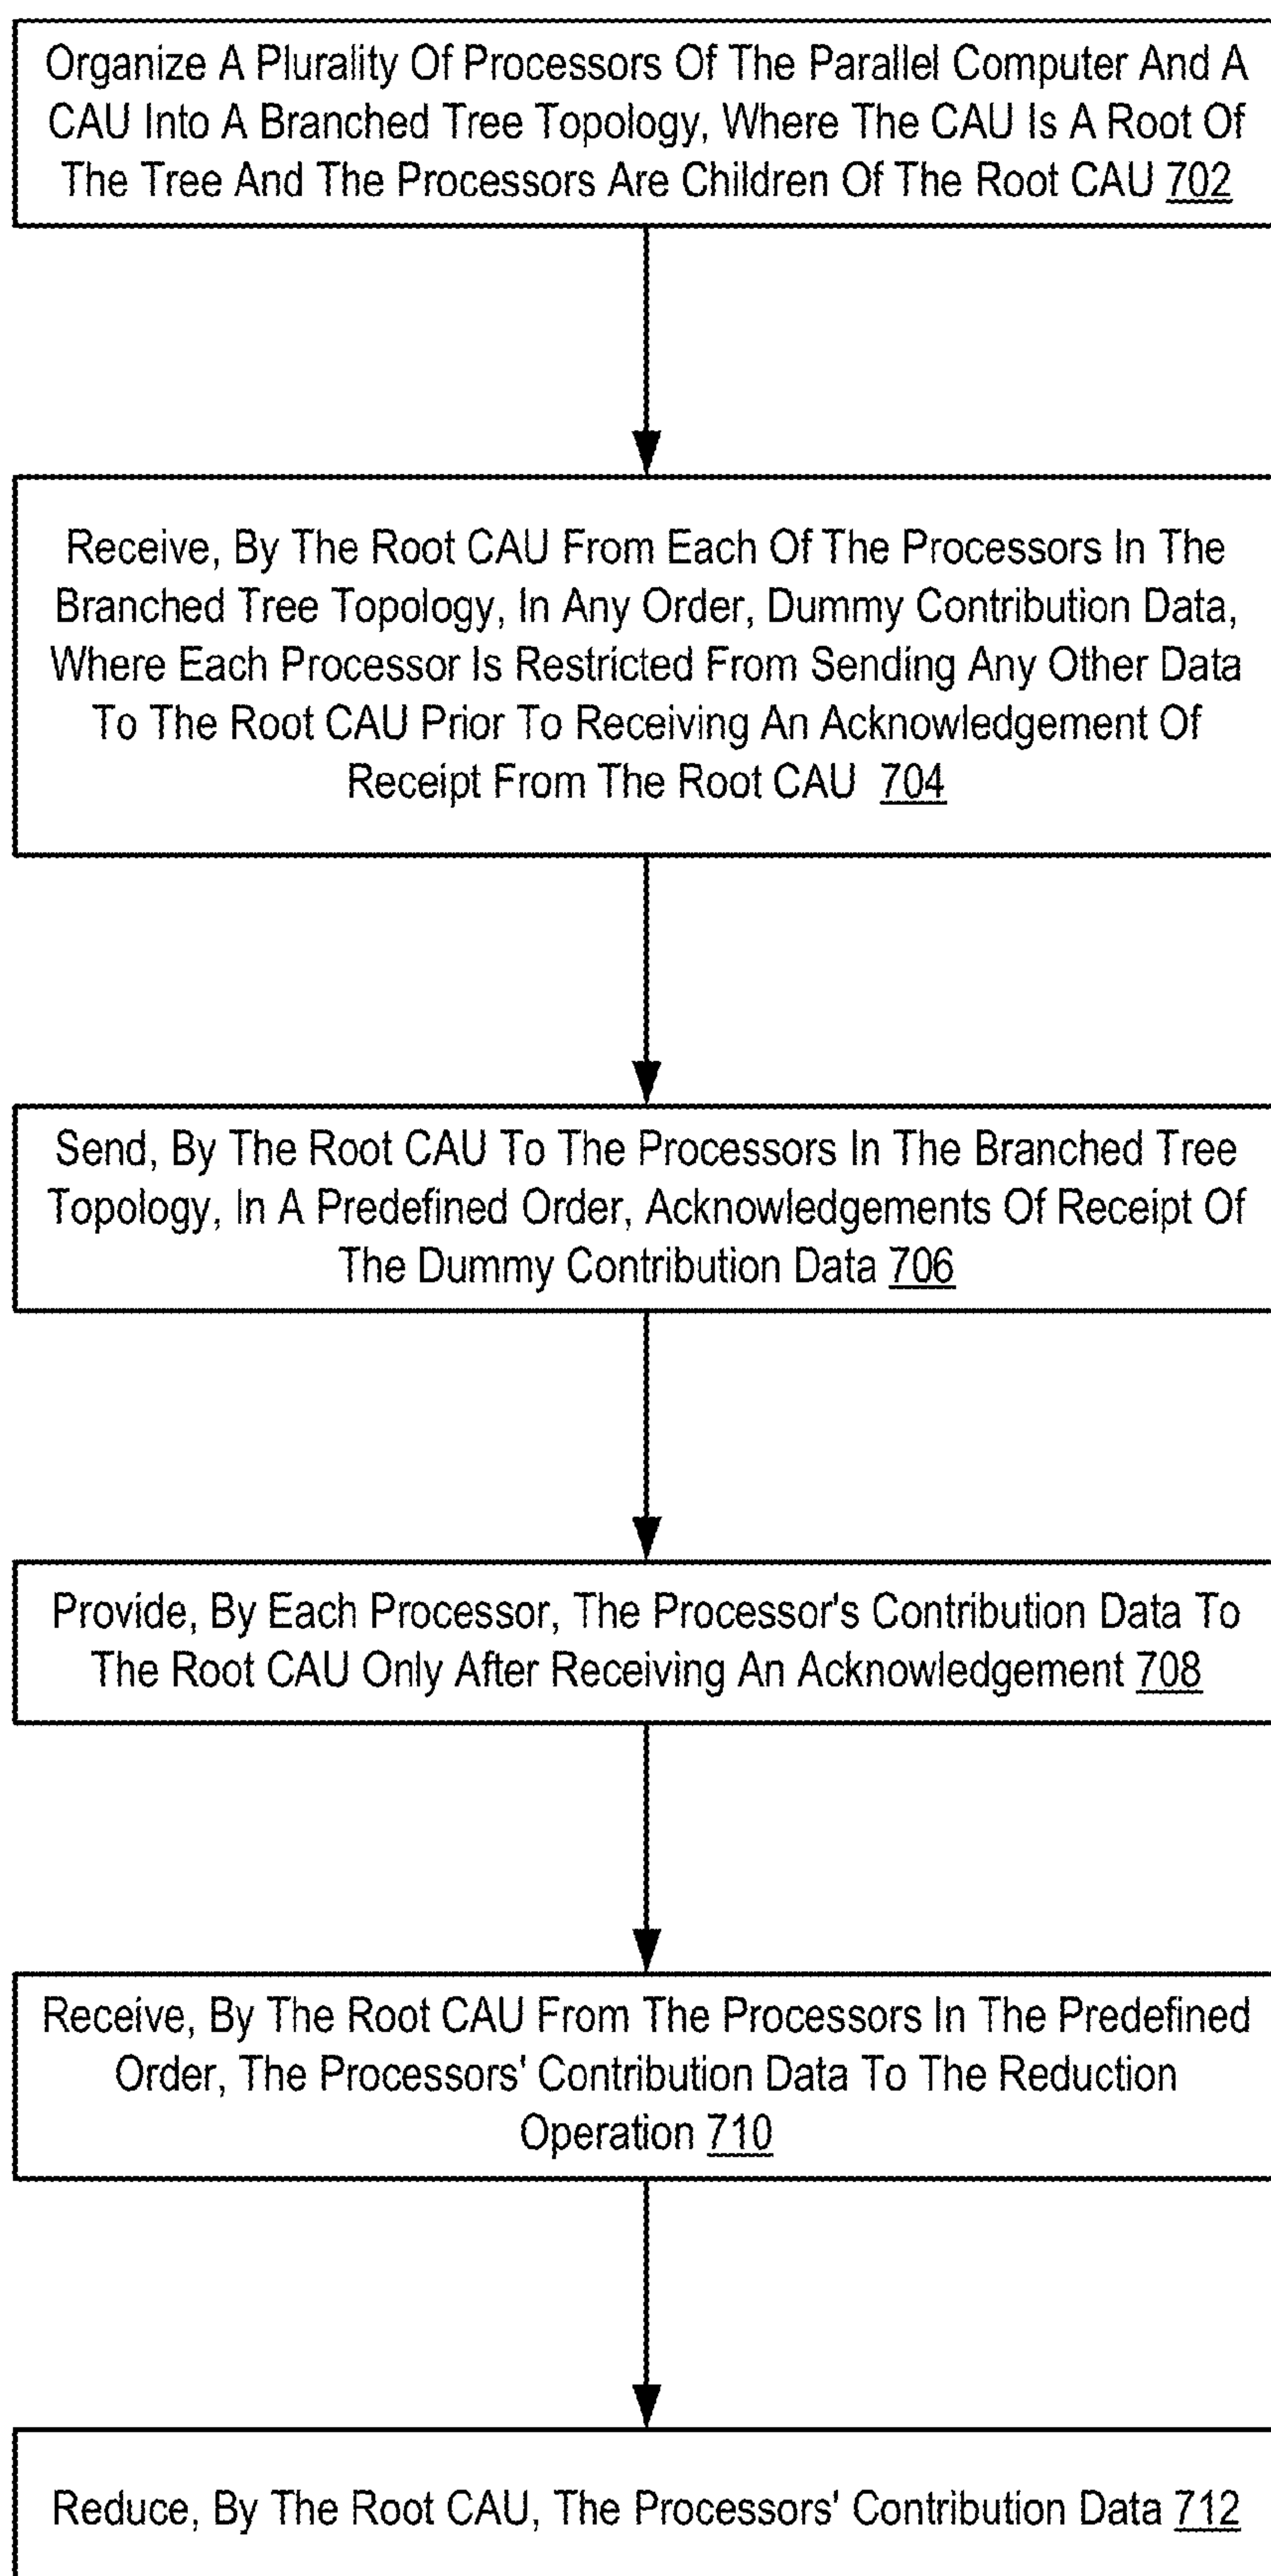 Organize A Plurality Of Processors Of The Parallel Computer And A
CAU Into A Branched Tree Topology, Where The CAU Is A Root Of
The Tree And The Processors Are Children Of The Root CAU 702
Receive, By The Root CAU From Each Of The Processors In The
Branched Tree Topology, In Any Order, Dummy Contribution Data,
Where Each Processor Is Restricted From Sending Any Other Data
To The Root CAU Prior To Receiving An Acknowledgement Of
Receipt From The Root CAU 704
Send, By The Root CAU To The Processors In The Branched Tree
Topology, In A Predefined Order, Acknowledgements Of Receipt Of
The Dummy Contribution Data 706
Provide, By Each Processor, The Processor's Contribution Data To
The Root CAU Only After Receiving An Acknowledgement 708
Receive, By The Root CAU From The Processors In The Predefined
Order, The Processors' Contribution Data To The Reduction
Operation 710
Reduce, By The Root CAU, The Processors' Contribution Data 712